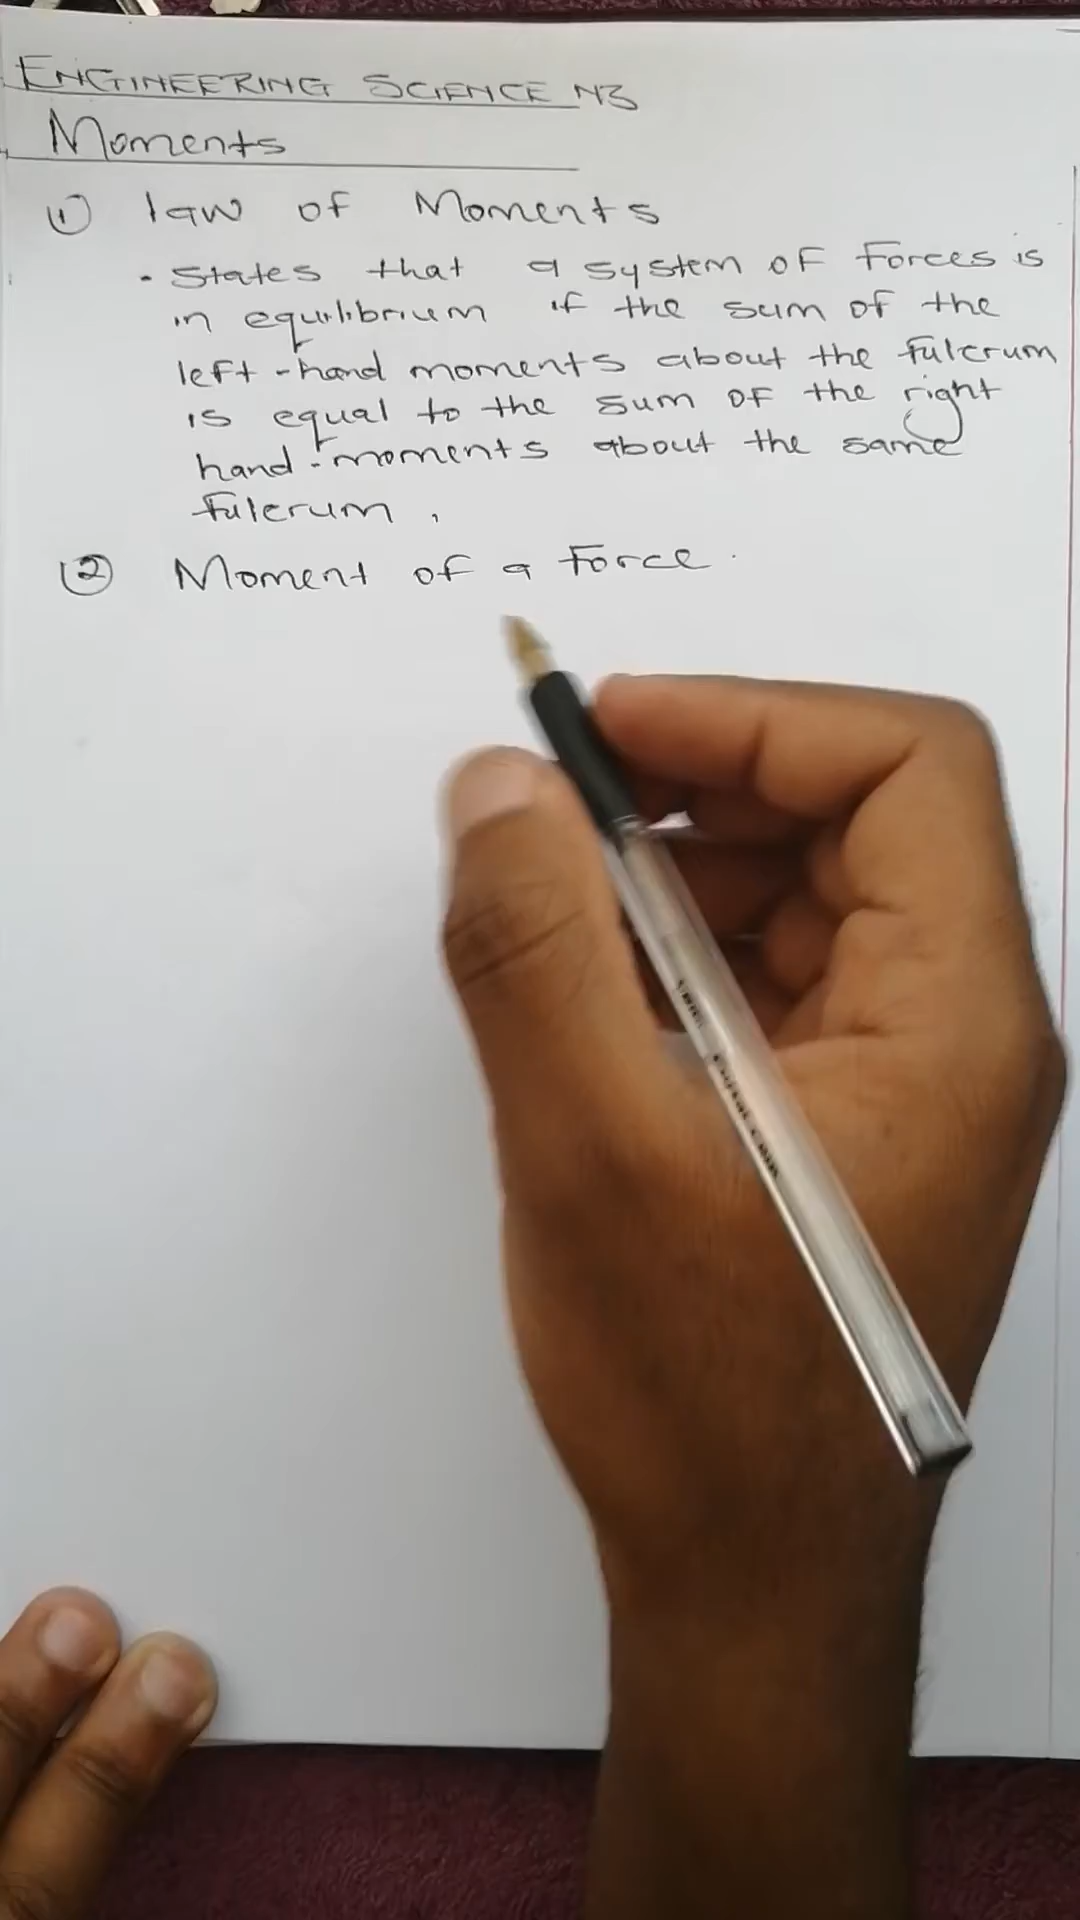 ENGINEERING SCIENCE N3
Moments
① law of Moments
• States that a system of Forces is
in equilibrium if the sum of the
left-hand moments about the fulcrum
is equal to the sum of the right
hand-moments about the same
fulcrum,
② Moment of a Force.